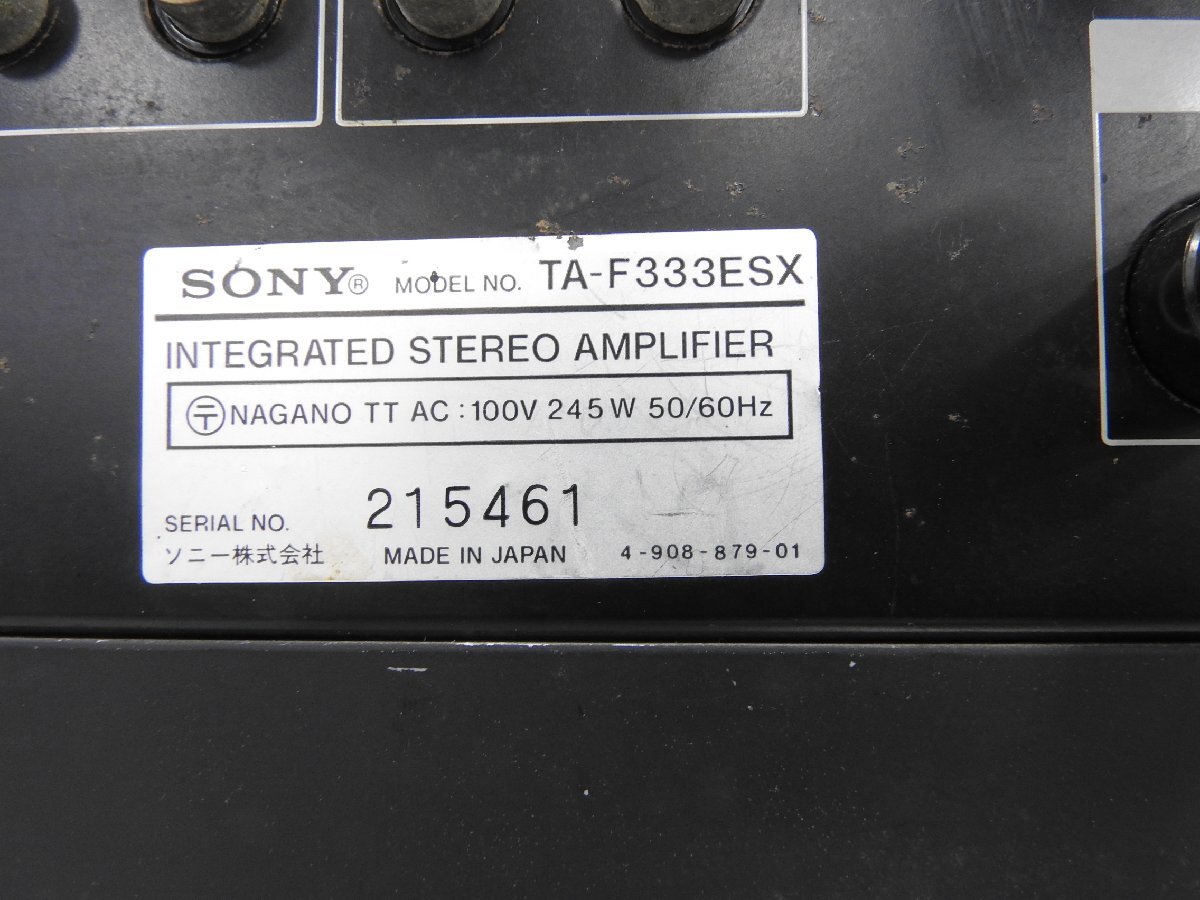 SONY® MODEL NO. TA-F333ESX
INTEGRATED STEREO AMPLIFIER
〒 NAGANO TT AC : 100V 245W 50/60Hz
SERIAL NO. 215461
ソニー株式会社 MADE IN JAPAN 4-908-879-01